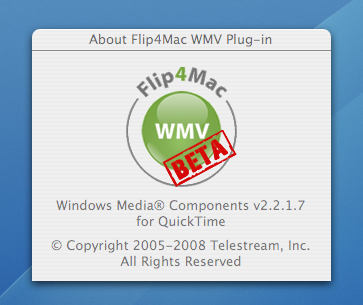 About Flip4Mac WMV Plug-in
Flip4Mac
WMV
BETA
Windows Media® Components v2.2.1.7
for QuickTime
© Copyright 2005-2008 Telestream, Inc.
All Rights Reserved